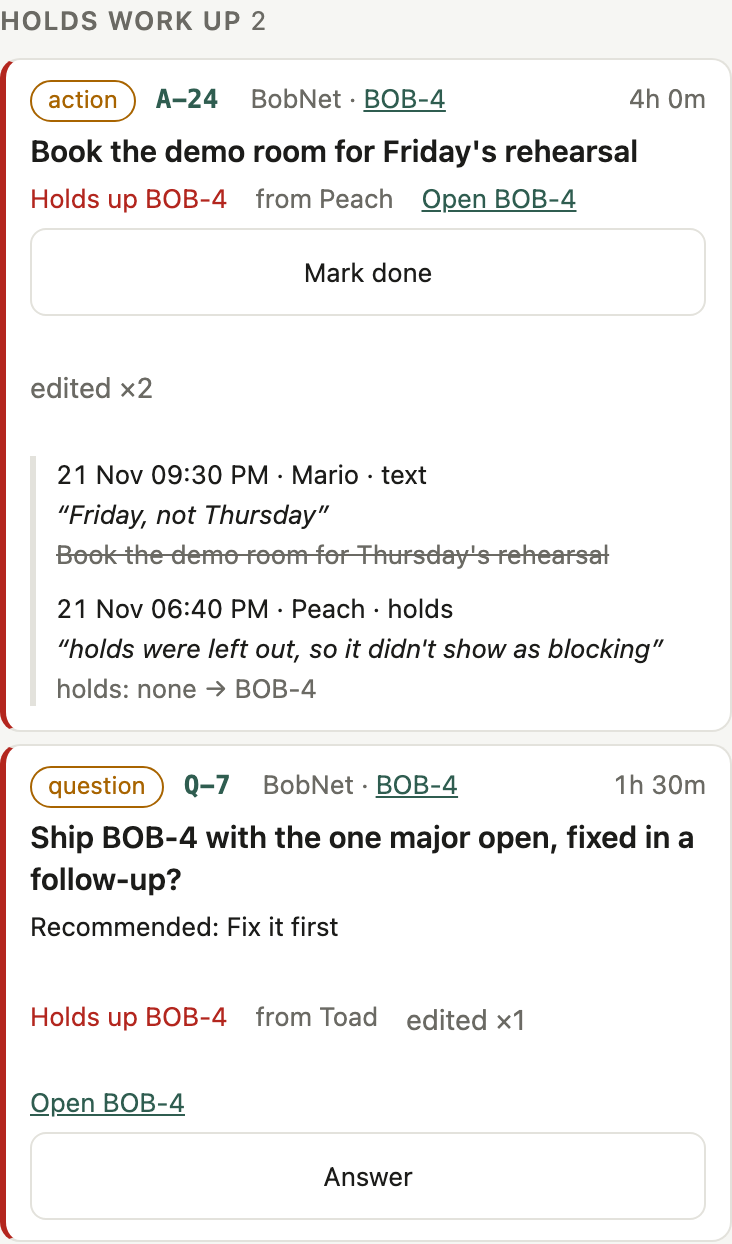 HOLDS WORK UP 2
action A–24 BobNet · BOB-4 4h 0m
Book the demo room for Friday's rehearsal
Holds up BOB-4 from Peach Open BOB-4
Mark done
edited ×2
21 Nov 09:30 PM · Mario · text
“Friday, not Thursday”
Book the demo room for Thursday's rehearsal
21 Nov 06:40 PM · Peach · holds
“holds were left out, so it didn't show as blocking”
holds: none → BOB-4
question Q–7 BobNet · BOB-4 1h 30m
Ship BOB-4 with the one major open, fixed in a
follow-up?
Recommended: Fix it first
Holds up BOB-4 from Toad edited ×1
Open BOB-4
Answer